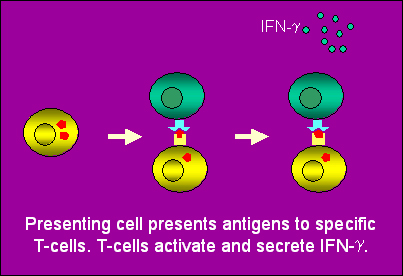 IFN-γ
Presenting cell presents antigens to specific
T-cells. T-cells activate and secrete IFN-γ.